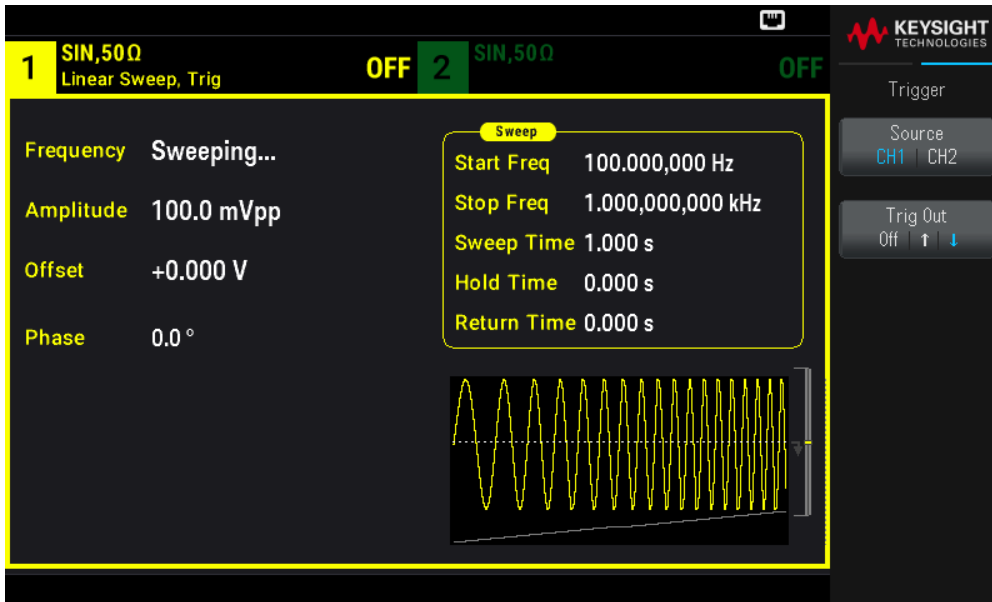 1 SIN,50Ω
Linear Sweep, Trig
OFF
2 SIN,50Ω
OFF
Frequency Sweeping...
Amplitude 100.0 mVpp
Offset +0.000 V
Phase 0.0 °
Sweep
Start Freq 100.000,000 Hz
Stop Freq 1.000,000,000 kHz
Sweep Time 1.000 s
Hold Time 0.000 s
Return Time 0.000 s
KEYSIGHT
TECHNOLOGIES
Trigger
Source
CH1 | CH2
Trig Out
Off | ↑ | ↓